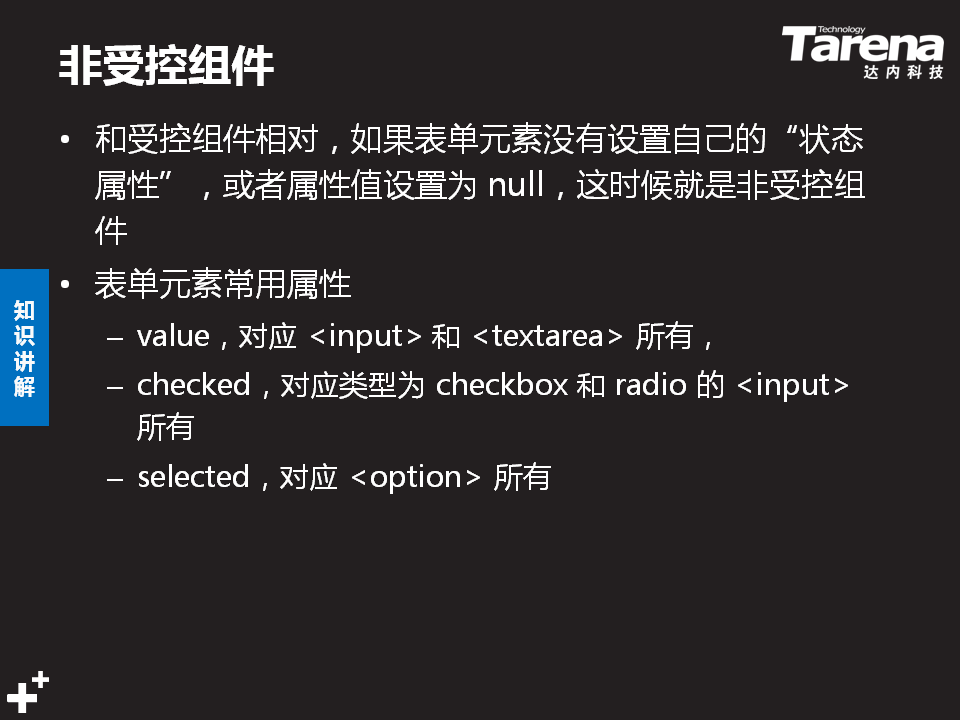 非受控组件
Technology
Tarena
达内科技
• 和受控组件相对，如果表单元素没有设置自己的“状态
属性”，或者属性值设置为 null，这时候就是非受控组
件
• 表单元素常用属性
– value，对应 <input> 和 <textarea> 所有，
– checked，对应类型为 checkbox 和 radio 的 <input>
所有
– selected，对应 <option> 所有
知
识
讲
解